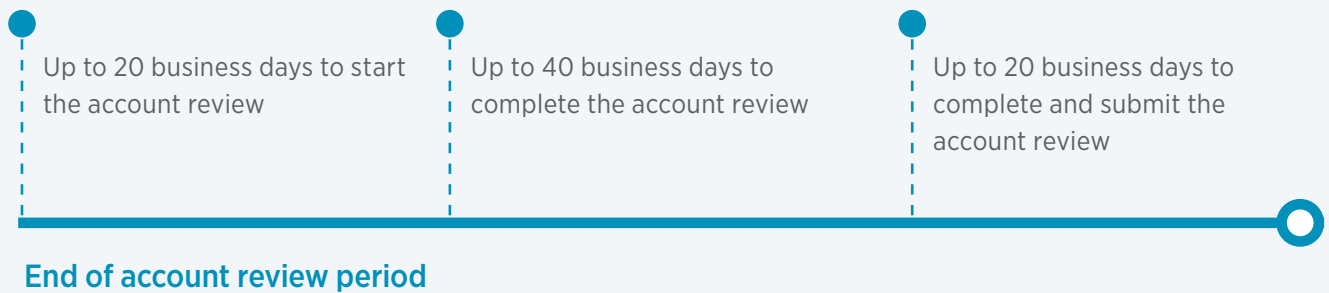 Up to 20 business days to start
the account review
Up to 40 business days to
complete the account review
Up to 20 business days to
complete and submit the
account review
End of account review period